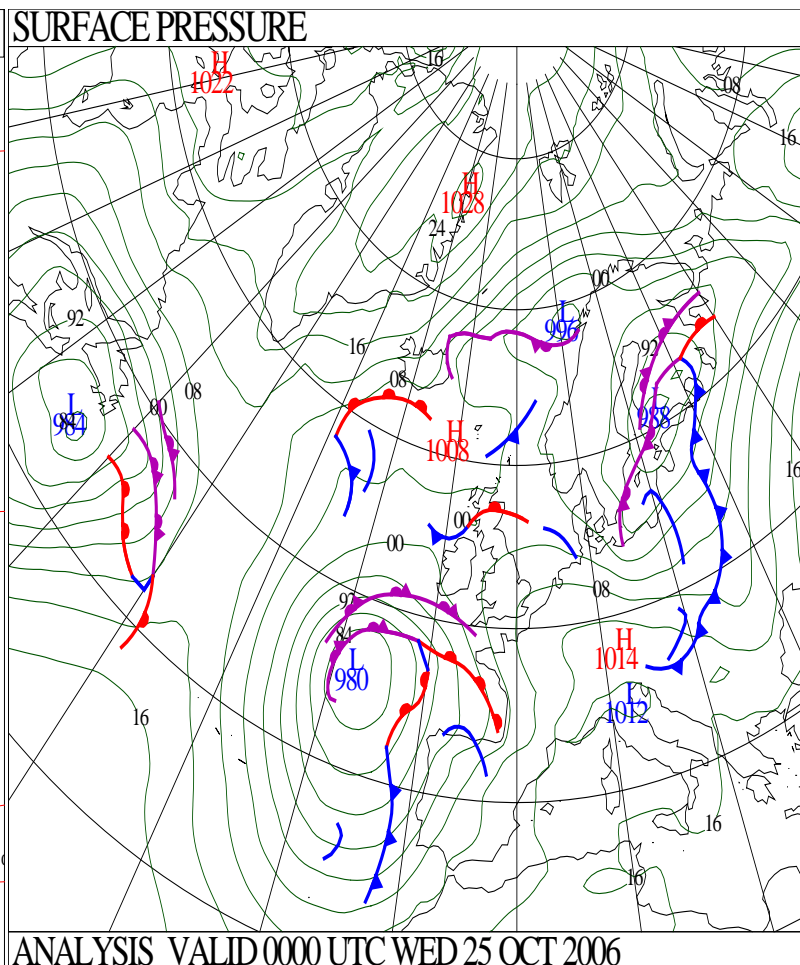 SURFACE PRESSURE
16
H
1022
08
16
H
1028
24
00
L
996
92
16
92
08
08
00
L
984
H
1008
L
988
16
00
00
08
92
84
H
1014
L
980
L
1012
16
16
16
ANALYSIS VALID 0000 UTC WED 25 OCT 2006